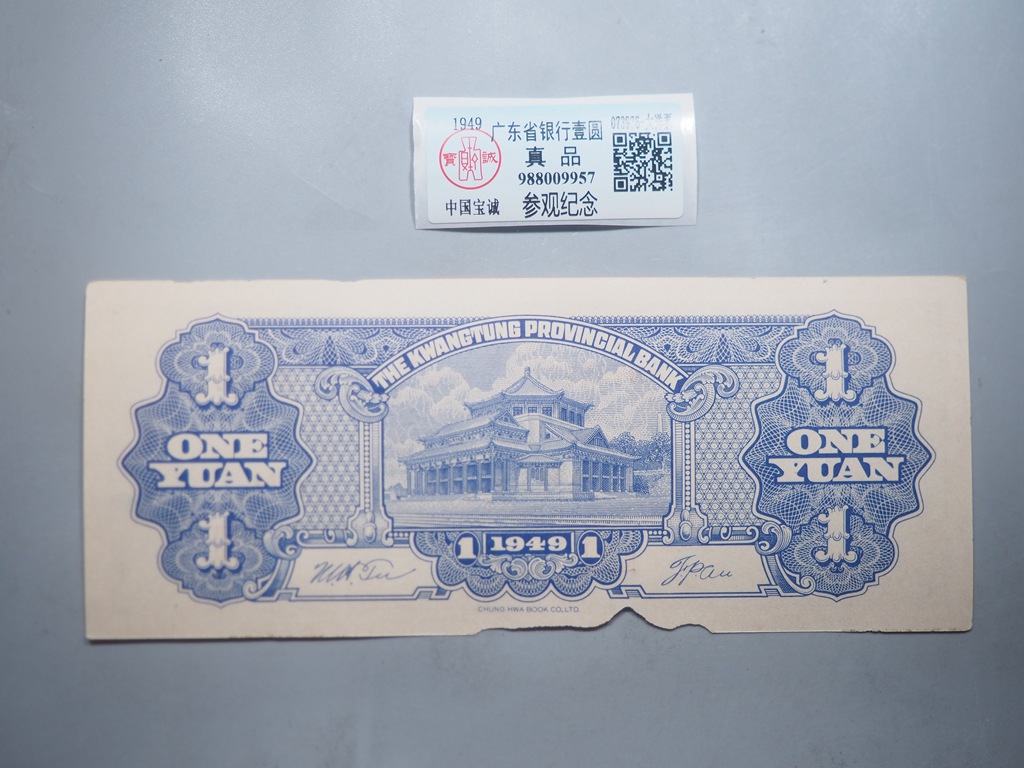 1949 广东省银行壹圆
寳 誠
真 品
988009957
中国宝诚 参观纪念
THE KWANGTUNG PROVINCIAL BANK
1 1
ONE YUAN
ONE YUAN
1 1
1 1949 1
CHUNG HWA BOOK CO., LTD.